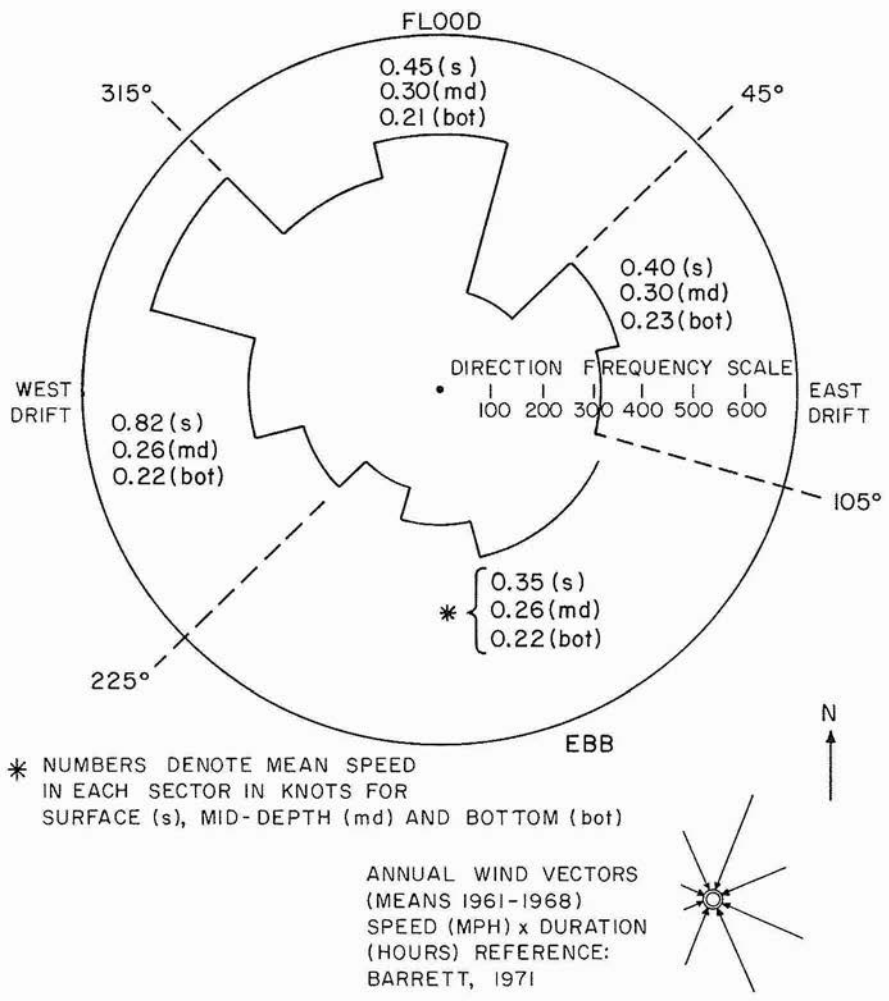 FLOOD
0.45 (s)
0.30 (md)
0.21 (bot)
315°
45°
0.40 (s)
0.30 (md)
0.23 (bot)
DIRECTION FREQUENCY SCALE
100 200 300 400 500 600
WEST
DRIFT
EAST
DRIFT
0.82 (s)
0.26 (md)
0.22 (bot)
105°
0.35 (s)
* 0.26 (md)
0.22 (bot)
225°
EBB
N
* NUMBERS DENOTE MEAN SPEED
IN EACH SECTOR IN KNOTS FOR
SURFACE (s), MID-DEPTH (md) AND BOTTOM (bot)
ANNUAL WIND VECTORS
(MEANS 1961-1968)
SPEED (MPH) x DURATION
(HOURS) REFERENCE:
BARRETT, 1971